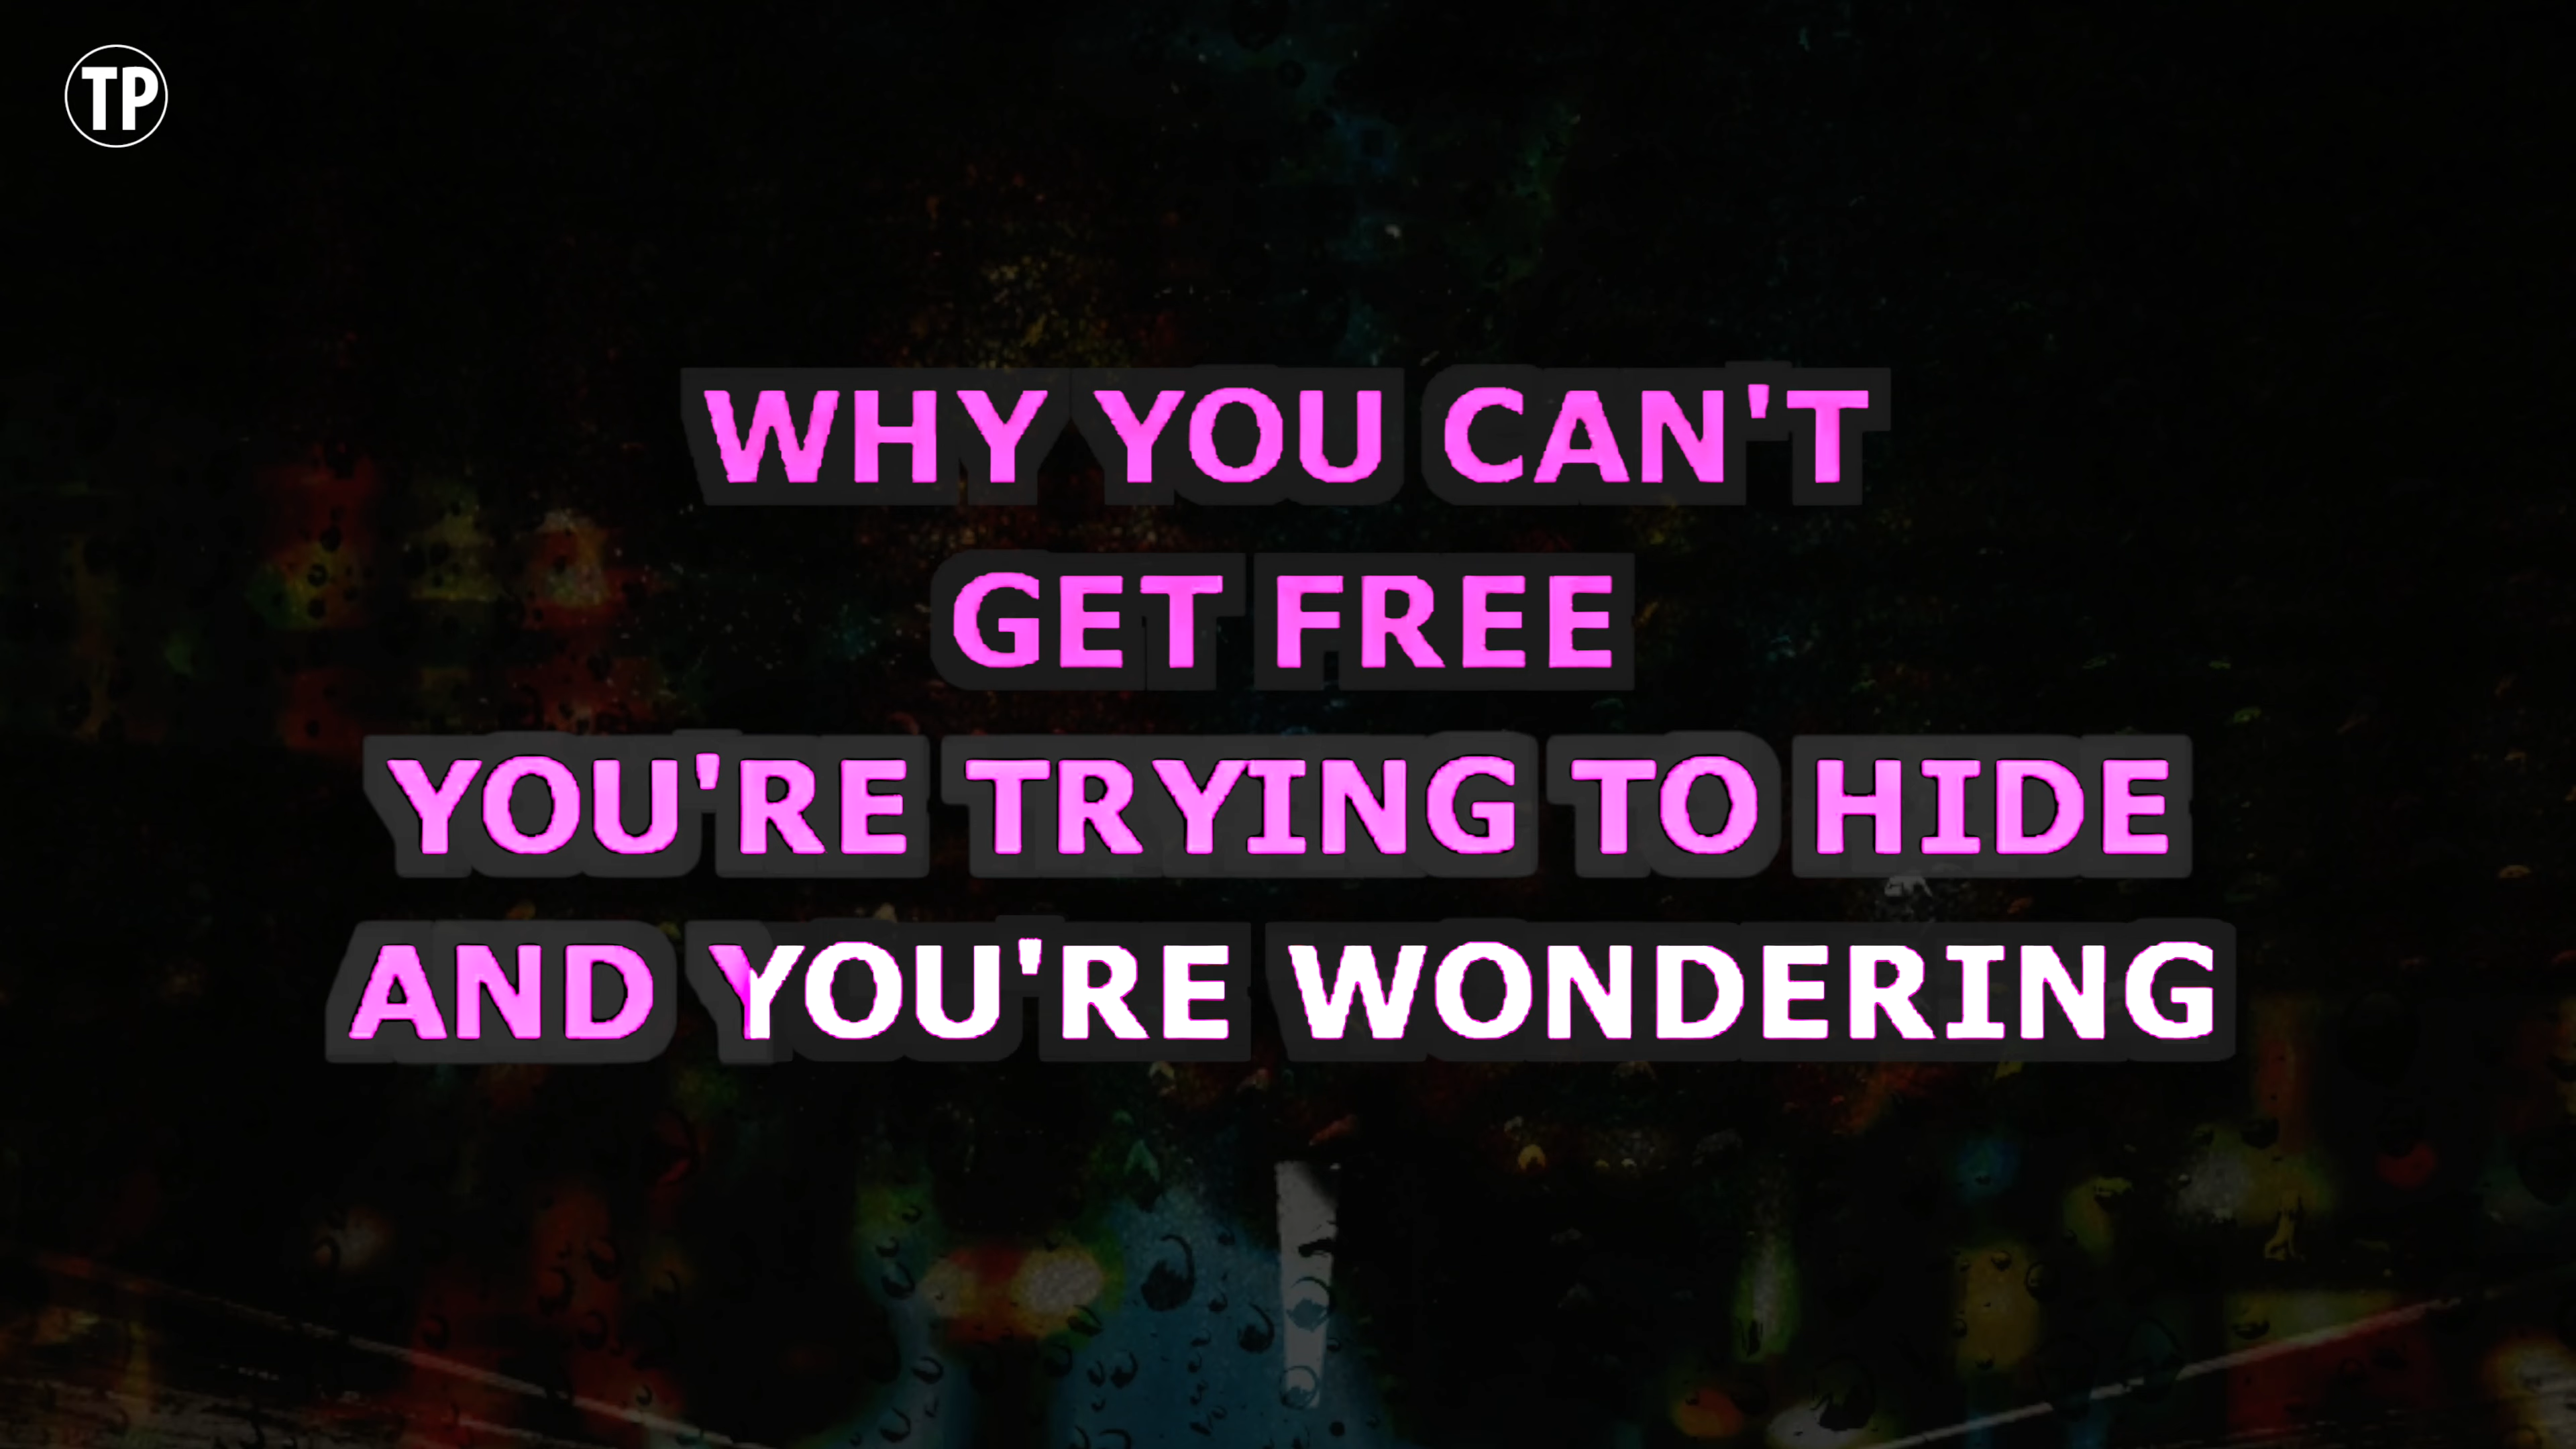 TP
WHY YOU CAN'T
GET FREE
YOU'RE TRYING TO HIDE
AND YOU'RE WONDERING